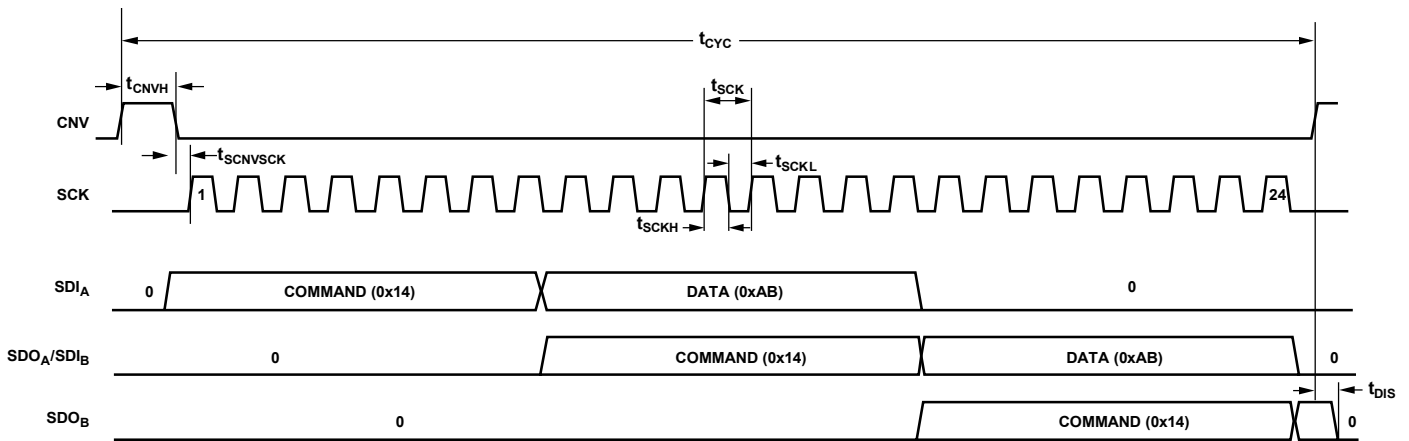 tCYC
tCNVH
tSCK
CNV
tSCNVSCK
tSCKL
SCK
1
24
tSCKH
SDIA
0
COMMAND (0x14)
DATA (0xAB)
0
SDOA/SDIB
0
COMMAND (0x14)
DATA (0xAB)
0
tDIS
SDOB
0
COMMAND (0x14)
0